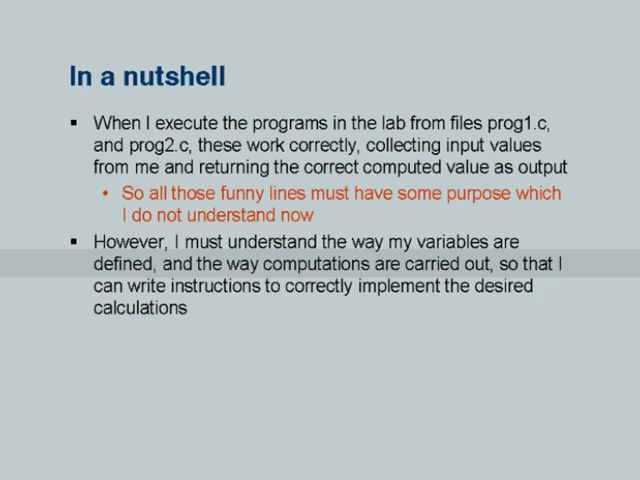 In a nutshell
▪ When I execute the programs in the lab from files prog1.c,
and prog2.c, these work correctly, collecting input values
from me and returning the correct computed value as output
• So all those funny lines must have some purpose which
I do not understand now
▪ However, I must understand the way my variables are
defined, and the way computations are carried out, so that I
can write instructions to correctly implement the desired
calculations